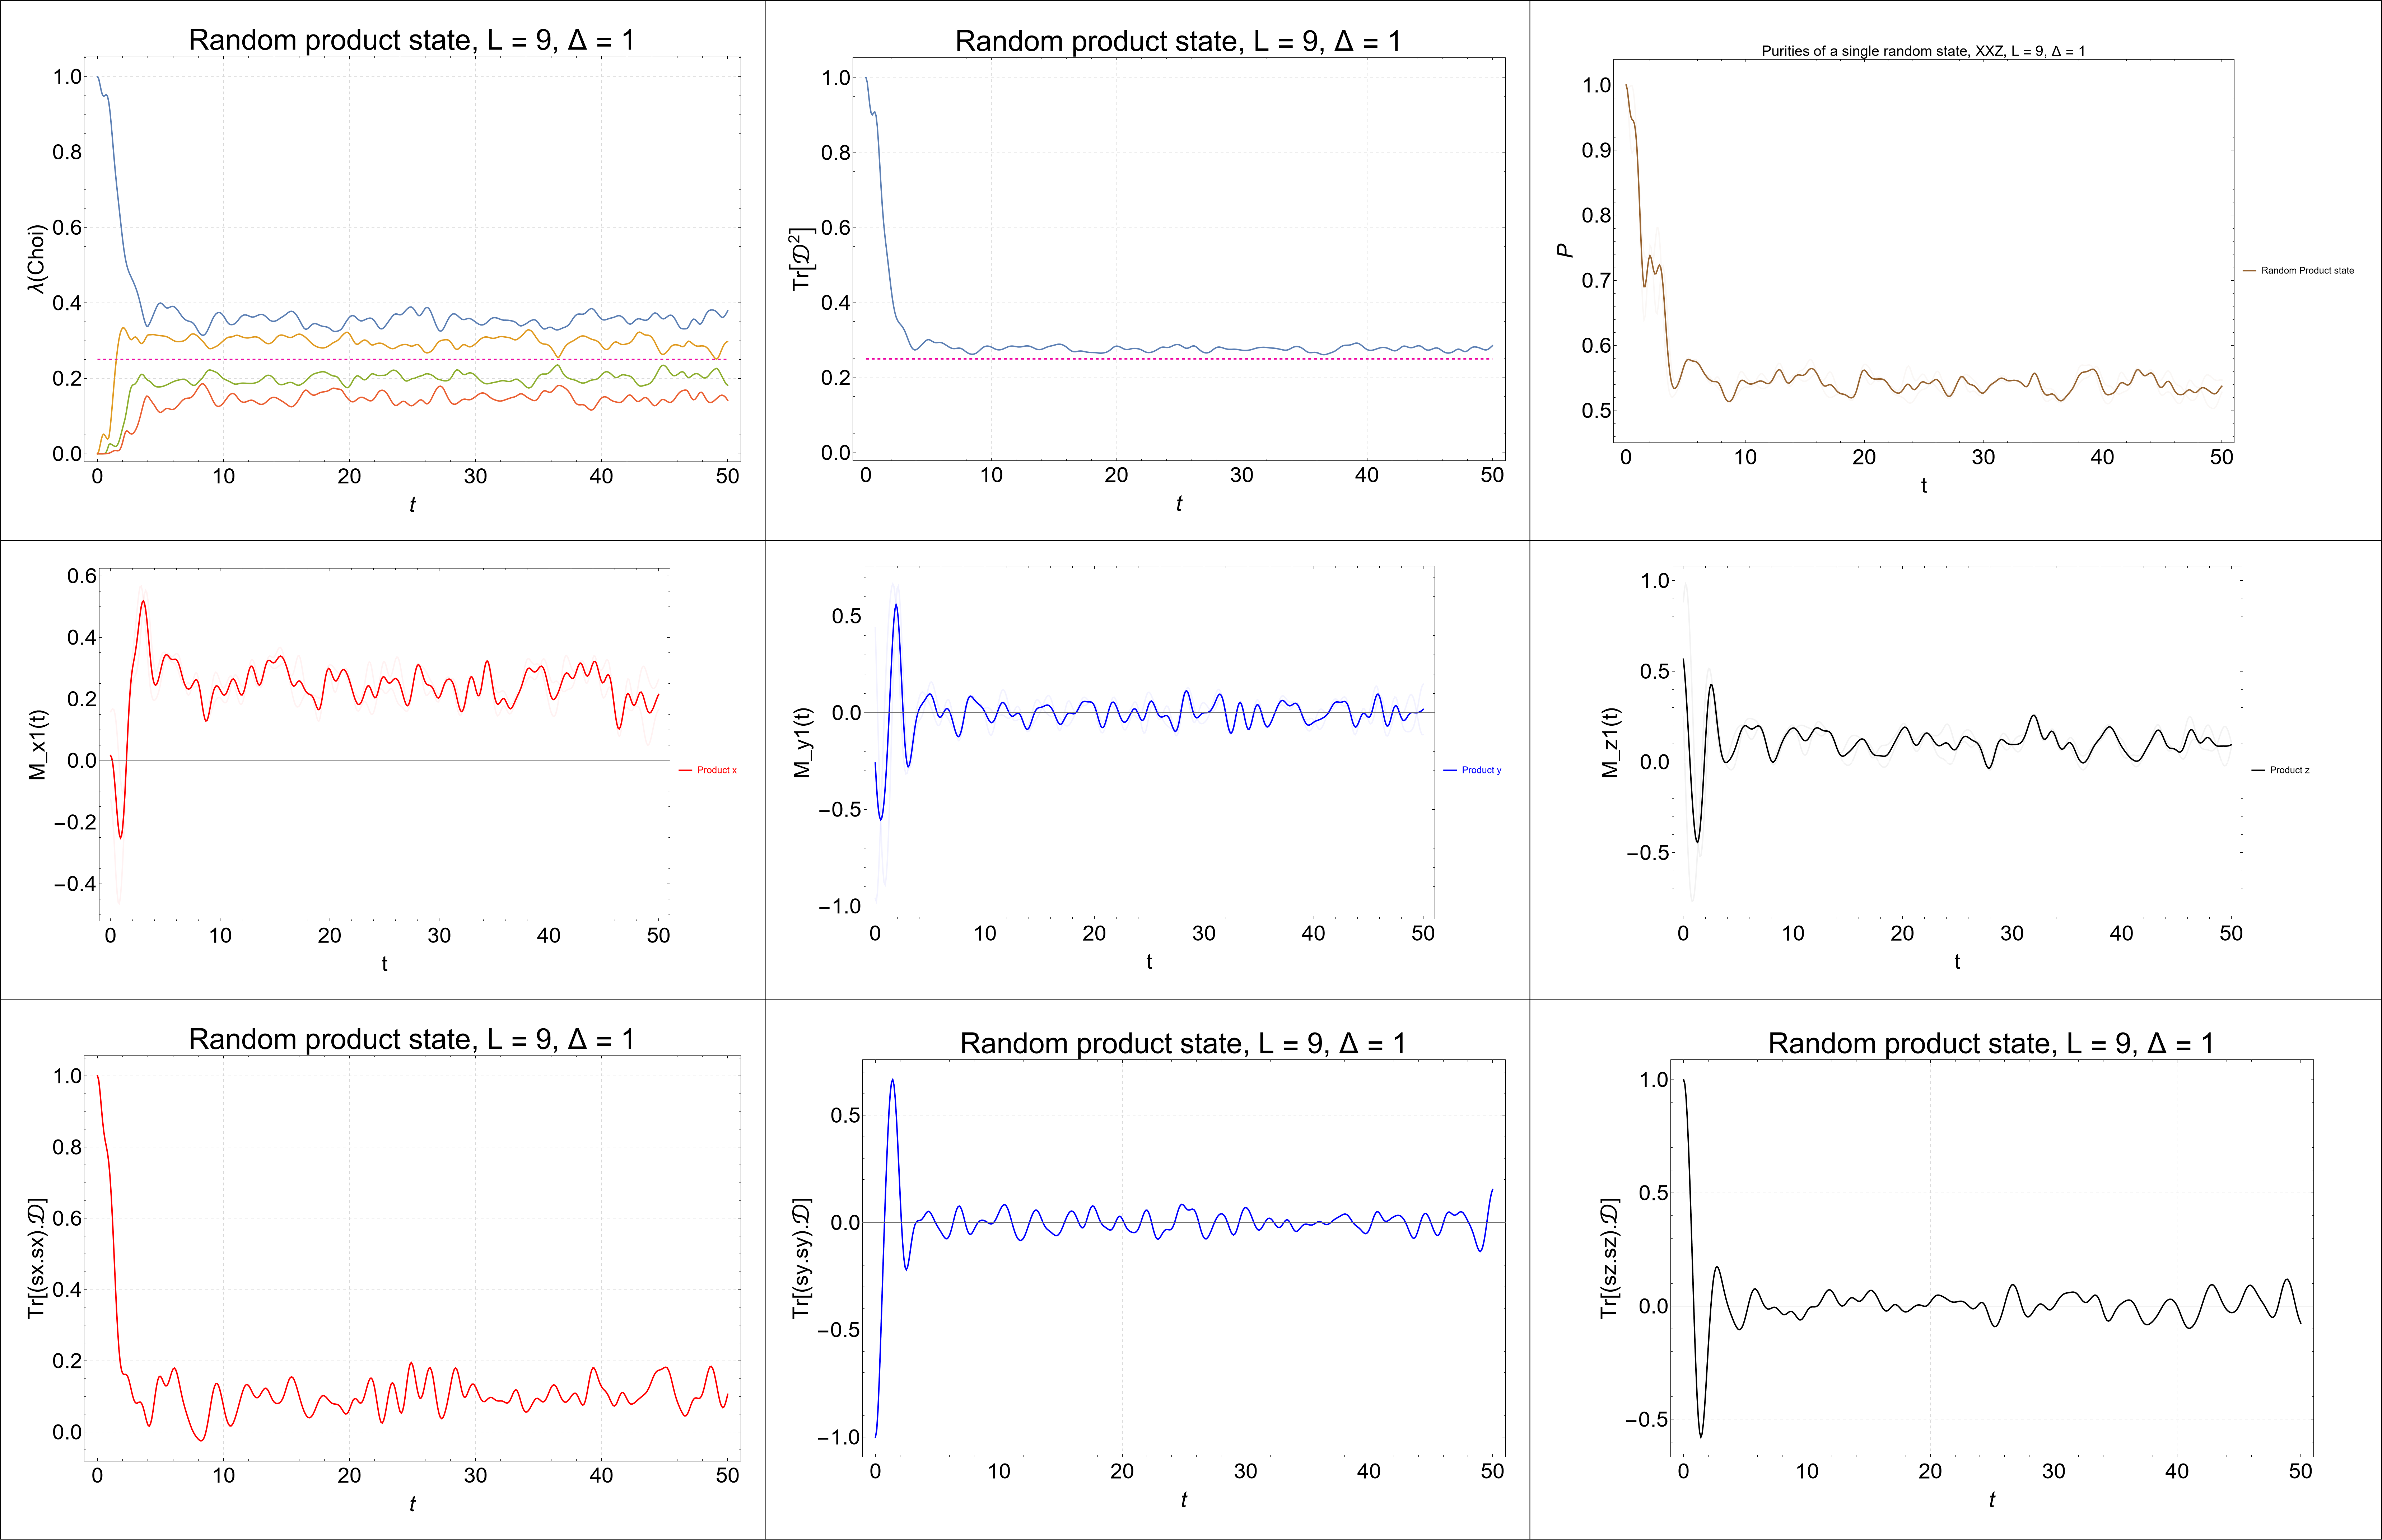 Random product state, L = 9, Δ = 1
λ(Choi)
1.0
0.8
0.6
0.4
0.2
0.0
0 10 20 30 40 50
t
Random product state, L = 9, Δ = 1
Tr[𝒟²]
1.0
0.8
0.6
0.4
0.2
0.0
0 10 20 30 40 50
t
Purities of a single random state, XXZ, L = 9, Δ = 1
P
1.0
0.9
0.8
0.7
0.6
0.5
0 10 20 30 40 50
t
Random Product state
M_x1(t)
0.6
0.4
0.2
0.0
−0.2
−0.4
0 10 20 30 40 50
t
Product x
M_y1(t)
0.5
0.0
−0.5
−1.0
0 10 20 30 40 50
t
Product y
M_z1(t)
1.0
0.5
0.0
−0.5
0 10 20 30 40 50
t
Product z
Random product state, L = 9, Δ = 1
Tr[(sx.sx).𝒟]
1.0
0.8
0.6
0.4
0.2
0.0
0 10 20 30 40 50
t
Random product state, L = 9, Δ = 1
Tr[(sy.sy).𝒟]
0.5
0.0
−0.5
−1.0
0 10 20 30 40 50
t
Random product state, L = 9, Δ = 1
Tr[(sz.sz).𝒟]
1.0
0.5
0.0
−0.5
0 10 20 30 40 50
t